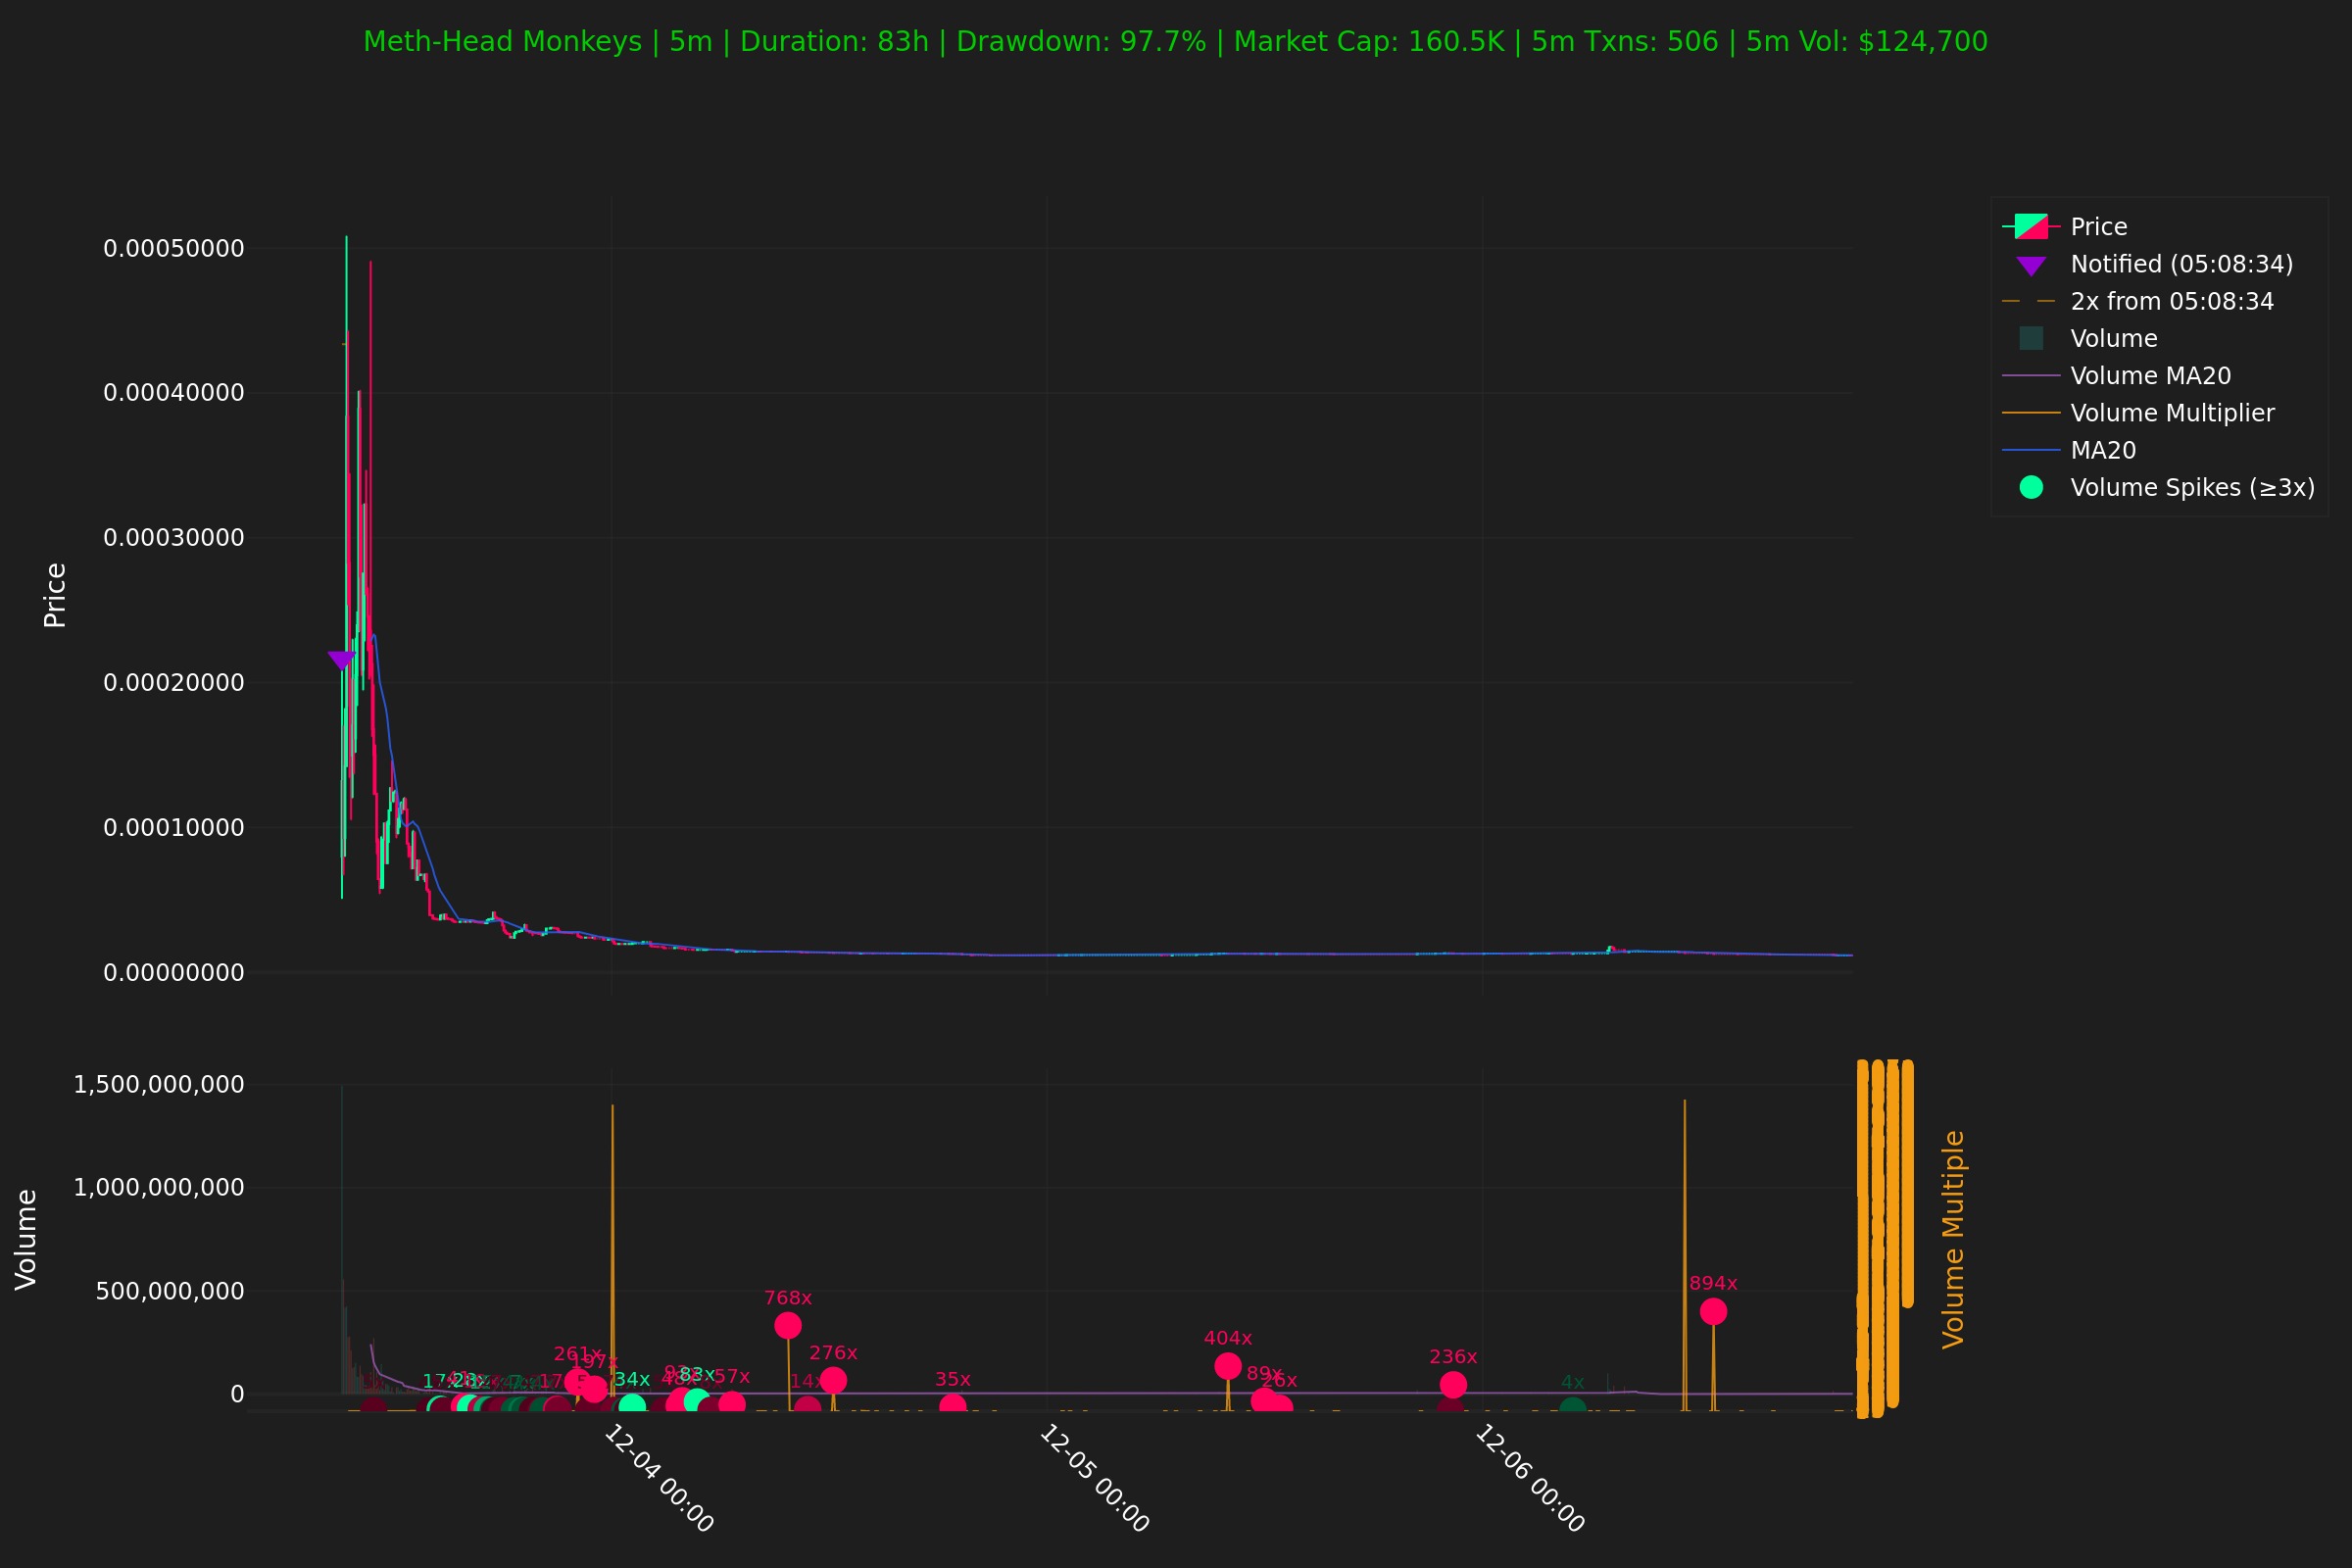 Meth-Head Monkeys | 5m | Duration: 83h | Drawdown: 97.7% | Market Cap: 160.5K | 5m Txns: 506 | 5m Vol: $124,700
Price
Notified (05:08:34)
2x from 05:08:34
Volume
Volume MA20
Volume Multiplier
MA20
Volume Spikes (≥3x)
Price
0.00050000
0.00040000
0.00030000
0.00020000
0.00010000
0.00000000
Volume
1,500,000,000
1,000,000,000
500,000,000
0
261x
197x
34x
83x
57x
768x
14x
276x
35x
404x
89x
26x
236x
4x
894x
Volume Multiple
12-04 00:00
12-05 00:00
12-06 00:00